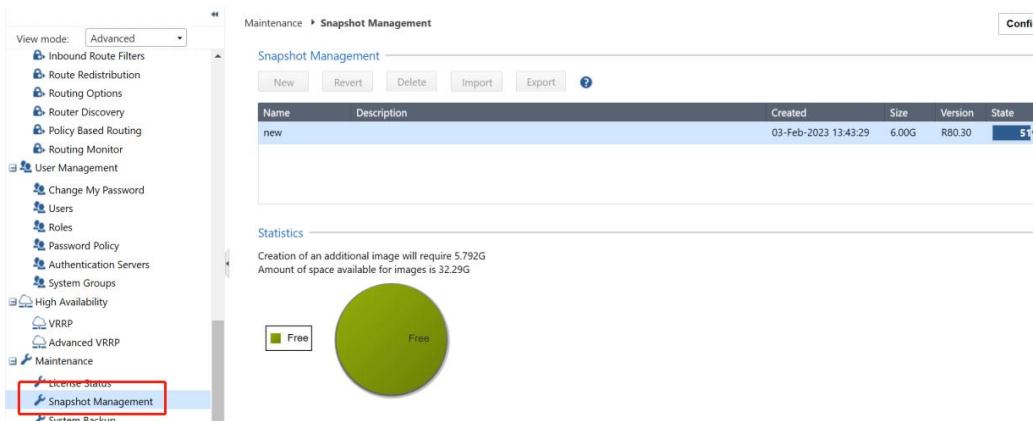 Maintenance Snapshot Management
Confi
View mode: Advanced
Inbound Route Filters
Route Redistribution
Routing Options
Router Discovery
Policy Based Routing
Routing Monitor
User Management
Change My Password
Users
Roles
Password Policy
Authentication Servers
System Groups
High Availability
VRRP
Advanced VRRP
Maintenance
License Status
Snapshot Management
System Backup
Snapshot Management
New Revert Delete Import Export ?
Name Description Created Size Version State
new 03-Feb-2023 13:43:29 6.00G R80.30 51
Statistics
Creation of an additional image will require 5.792G
Amount of space available for images is 32.29G
Free
Free